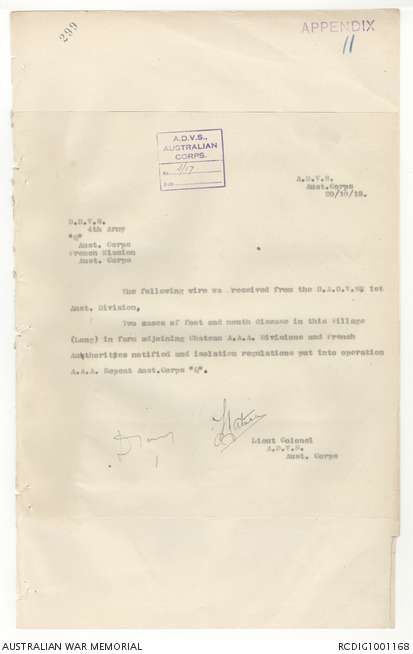 299
APPENDIX
11
A.D.V.S.,
AUSTRALIAN
CORPS.
A.D.V.S.
Aust.Corps
20/10/18.
D.D.V.S.
4th Army
"Q"
Aust. Corps
French Mission
Aust. Corps
The following wire was received from the D.A.D.V.S. 1st
Aust. Division.
Two cases of foot and mouth disease in this Village
(Long) in farm adjoining Chateau A.A.A. Divisions and French
Authorities notified and isolation regulations put into operation
A.A.A. Repeat Aust.Corps "Q".
Diary
Lieut Colonel
A.D.V.S.
Aust. Corps
AUSTRALIAN WAR MEMORIAL
RCDIG1001168